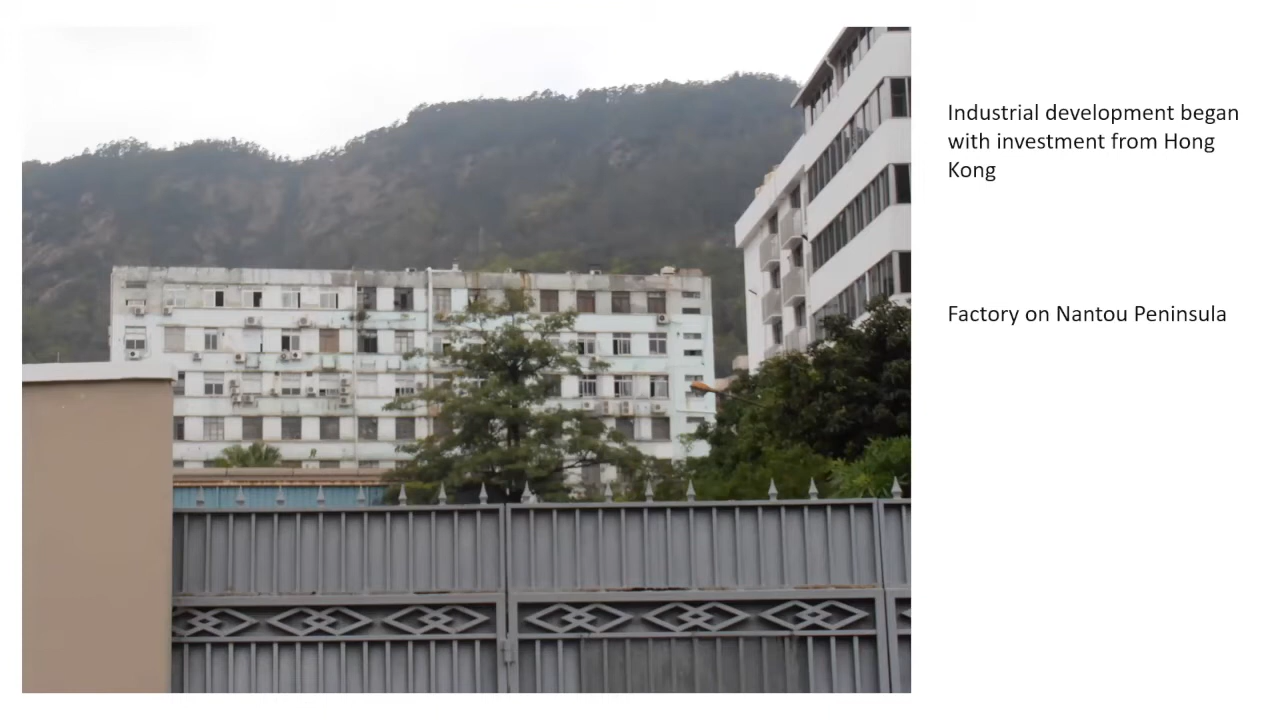 Industrial development began
with investment from Hong
Kong
Factory on Nantou Peninsula